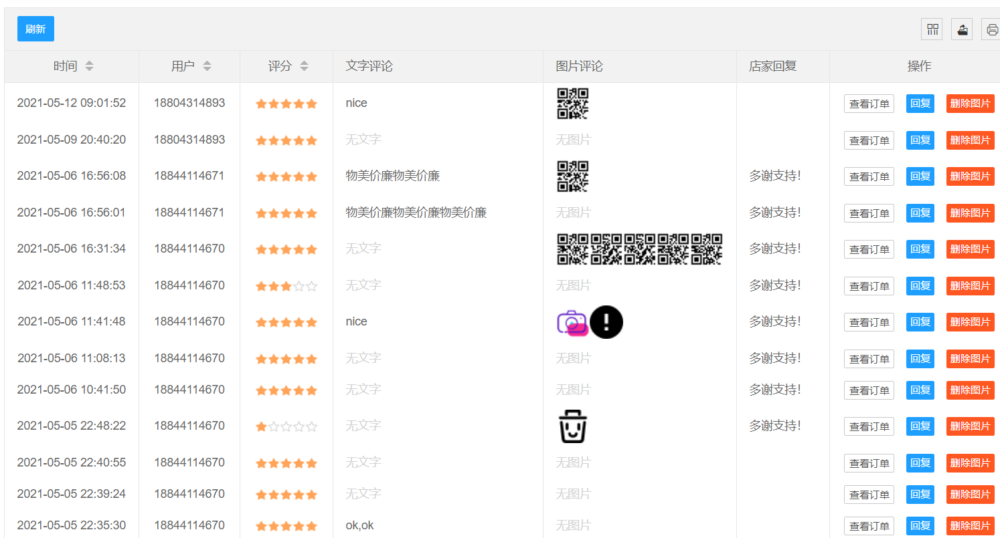 刷新
时间 用户 评分 文字评论 图片评论 店家回复 操作
2021-05-12 09:01:52 18804314893 nice 查看订单 回复 删除图片
2021-05-09 20:40:20 18804314893 无文字 无图片 查看订单 回复 删除图片
2021-05-06 16:56:08 18844114671 物美价廉物美价廉 多谢支持! 查看订单 回复 删除图片
2021-05-06 16:56:01 18844114671 物美价廉物美价廉物美价廉 无图片 多谢支持! 查看订单 回复 删除图片
2021-05-06 16:31:34 18844114670 无文字 多谢支持! 查看订单 回复 删除图片
2021-05-06 11:48:53 18844114670 无文字 无图片 多谢支持! 查看订单 回复 删除图片
2021-05-06 11:41:48 18844114670 nice 多谢支持! 查看订单 回复 删除图片
2021-05-06 11:08:13 18844114670 无文字 无图片 多谢支持! 查看订单 回复 删除图片
2021-05-06 10:41:50 18844114670 无文字 无图片 多谢支持! 查看订单 回复 删除图片
2021-05-05 22:48:22 18844114670 无文字 多谢支持! 查看订单 回复 删除图片
2021-05-05 22:40:55 18844114670 无文字 无图片 查看订单 回复 删除图片
2021-05-05 22:39:24 18844114670 无文字 无图片 查看订单 回复 删除图片
2021-05-05 22:35:30 18844114670 ok,ok 无图片 查看订单 回复 删除图片